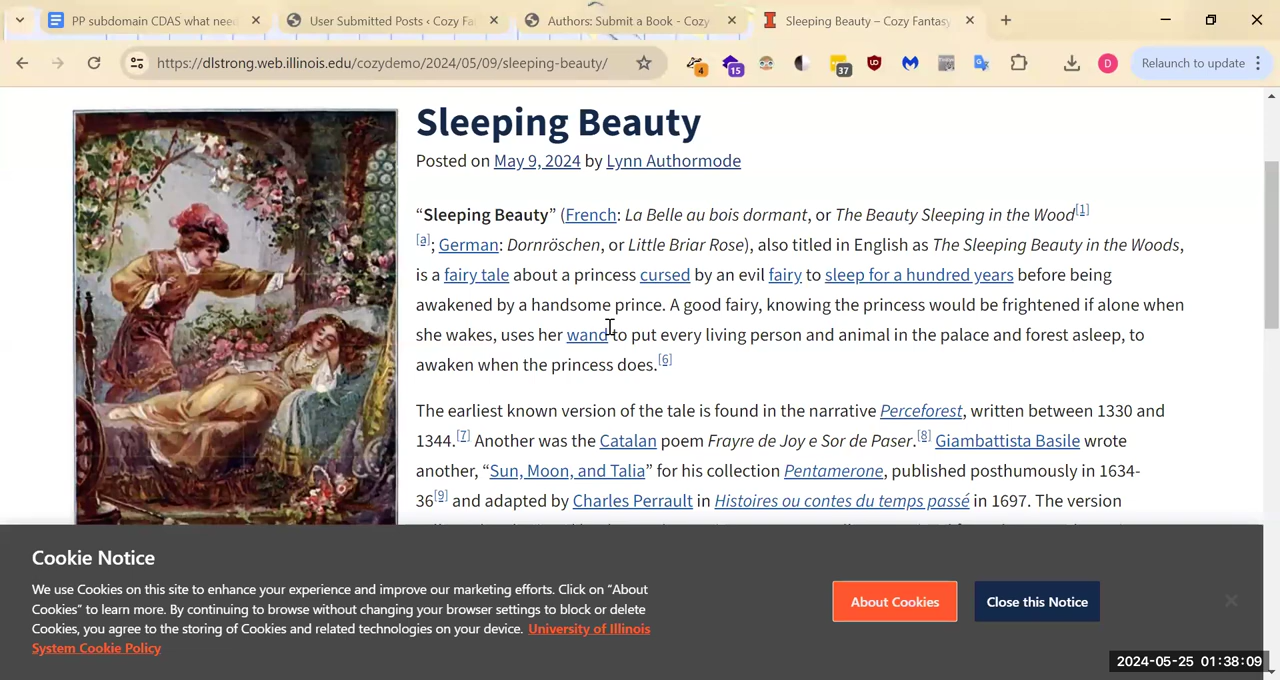 PP subdomain CDAS what need
User Submitted Posts ‹ Cozy Fa
Authors: Submit a Book - Cozy
Sleeping Beauty – Cozy Fantasy
https://dlstrong.web.illinois.edu/cozydemo/2024/05/09/sleeping-beauty/
4
15
37
D
Relaunch to update
Sleeping Beauty
Posted on May 9, 2024 by Lynn Authormode
“Sleeping Beauty” (French: La Belle au bois dormant, or The Beauty Sleeping in the Wood[1]
[a]; German: Dornröschen, or Little Briar Rose), also titled in English as The Sleeping Beauty in the Woods,
is a fairy tale about a princess cursed by an evil fairy to sleep for a hundred years before being
awakened by a handsome prince. A good fairy, knowing the princess would be frightened if alone when
she wakes, uses her wand to put every living person and animal in the palace and forest asleep, to
awaken when the princess does.[6]
The earliest known version of the tale is found in the narrative Perceforest, written between 1330 and
1344.[7] Another was the Catalan poem Frayre de Joy e Sor de Paser.[8] Giambattista Basile wrote
another, “Sun, Moon, and Talia” for his collection Pentamerone, published posthumously in 1634-
36[9] and adapted by Charles Perrault in Histoires ou contes du temps passé in 1697. The version
Cookie Notice
We use Cookies on this site to enhance your experience and improve our marketing efforts. Click on “About
Cookies” to learn more. By continuing to browse without changing your browser settings to block or delete
Cookies, you agree to the storing of Cookies and related technologies on your device. University of Illinois
System Cookie Policy
About Cookies
Close this Notice
2024-05-25 01:38:09